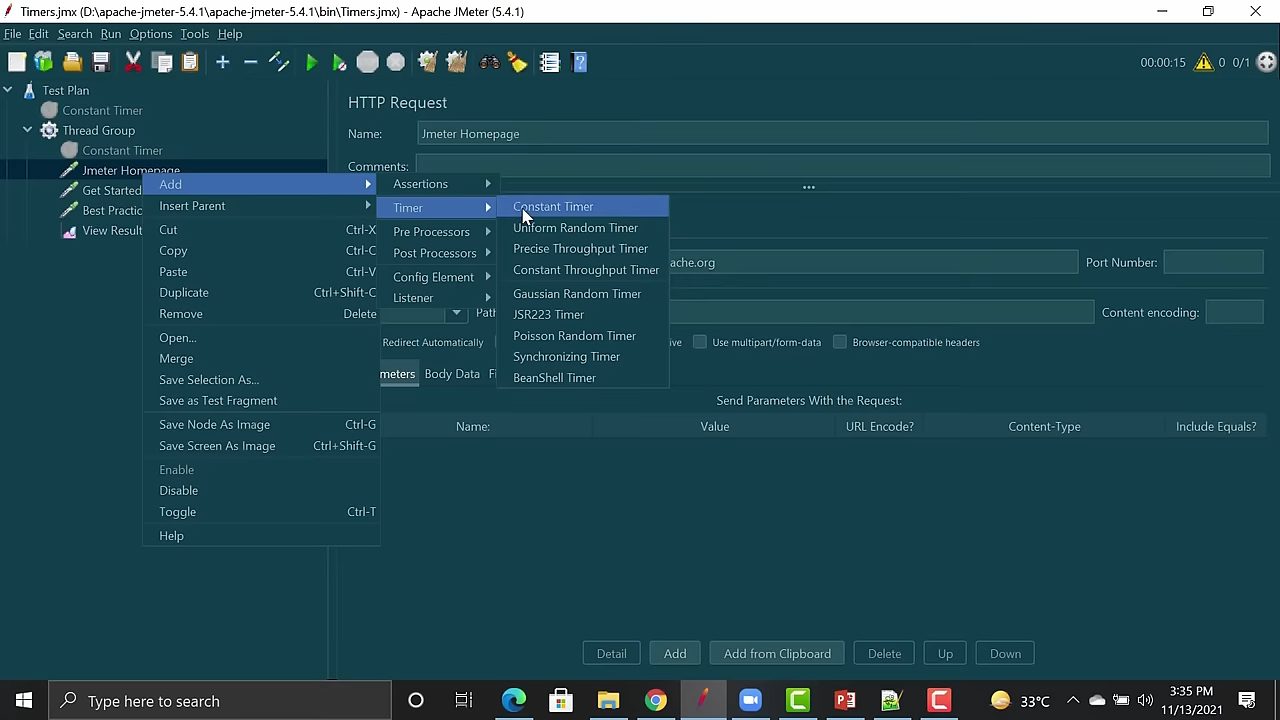 Timers.jmx (D:\apache-jmeter-5.4.1\apache-jmeter-5.4.1\bin\Timers.jmx) - Apache JMeter (5.4.1)
File Edit Search Run Options Tools Help
00:00:15 0 0/1
Test Plan
Constant Timer
Thread Group
Constant Timer
Jmeter Homepage
Get Started
Best Practic
View Result
HTTP Request
Name: Jmeter Homepage
Comments:
Add
Insert Parent
Cut Ctrl-X
Copy Ctrl-C
Paste Ctrl-V
Duplicate Ctrl+Shift-C
Remove Delete
Open...
Merge
Save Selection As...
Save as Test Fragment
Save Node As Image Ctrl-G
Save Screen As Image Ctrl+Shift-G
Enable
Disable
Toggle Ctrl-T
Help
Assertions
Timer
Pre Processors
Post Processors
Config Element
Listener
Constant Timer
Uniform Random Timer
Precise Throughput Timer
Constant Throughput Timer
Gaussian Random Timer
JSR223 Timer
Poisson Random Timer
Synchronizing Timer
BeanShell Timer
ache.org Port Number:
Path Content encoding:
Redirect Automatically ive Use multipart/form-data Browser-compatible headers
meters Body Data Fi
Send Parameters With the Request:
Name: Value URL Encode? Content-Type Include Equals?
Detail Add Add from Clipboard Delete Up Down
Type here to search
33°C
3:35 PM
11/13/2021